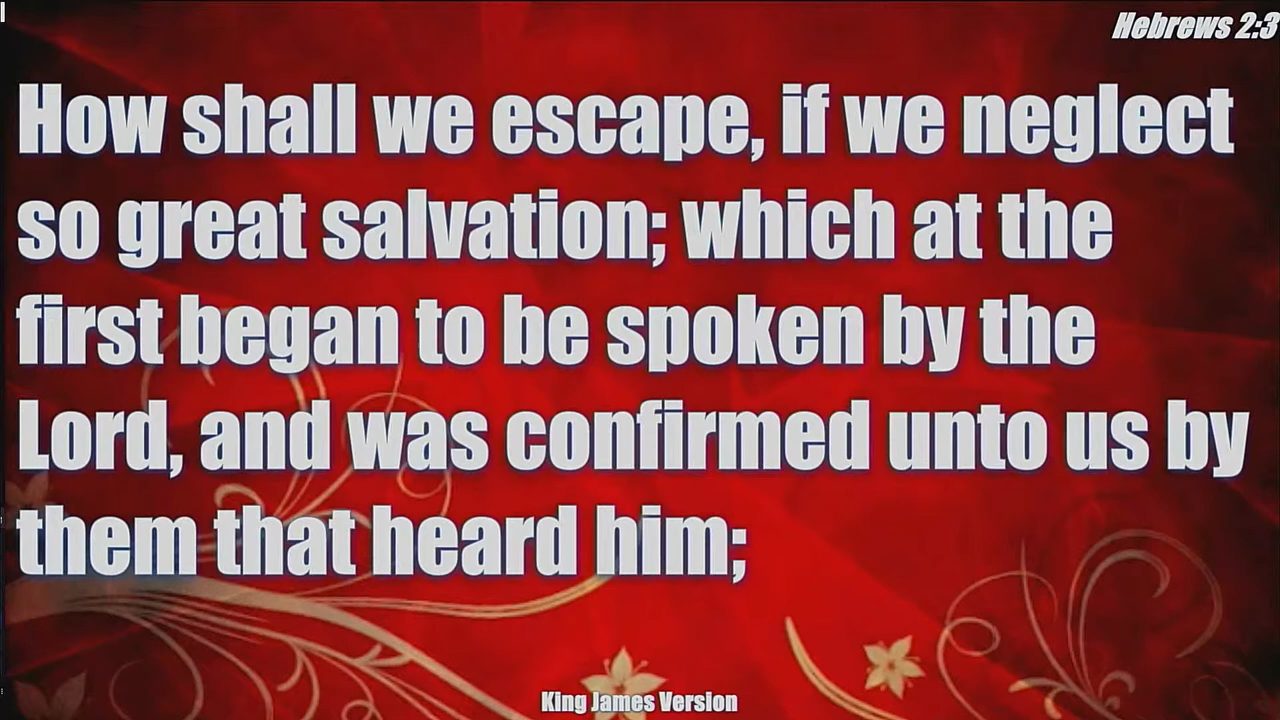 Hebrews 2:3
How shall we escape, if we neglect
so great salvation; which at the
first began to be spoken by the
Lord, and was confirmed unto us by
them that heard him;
King James Version